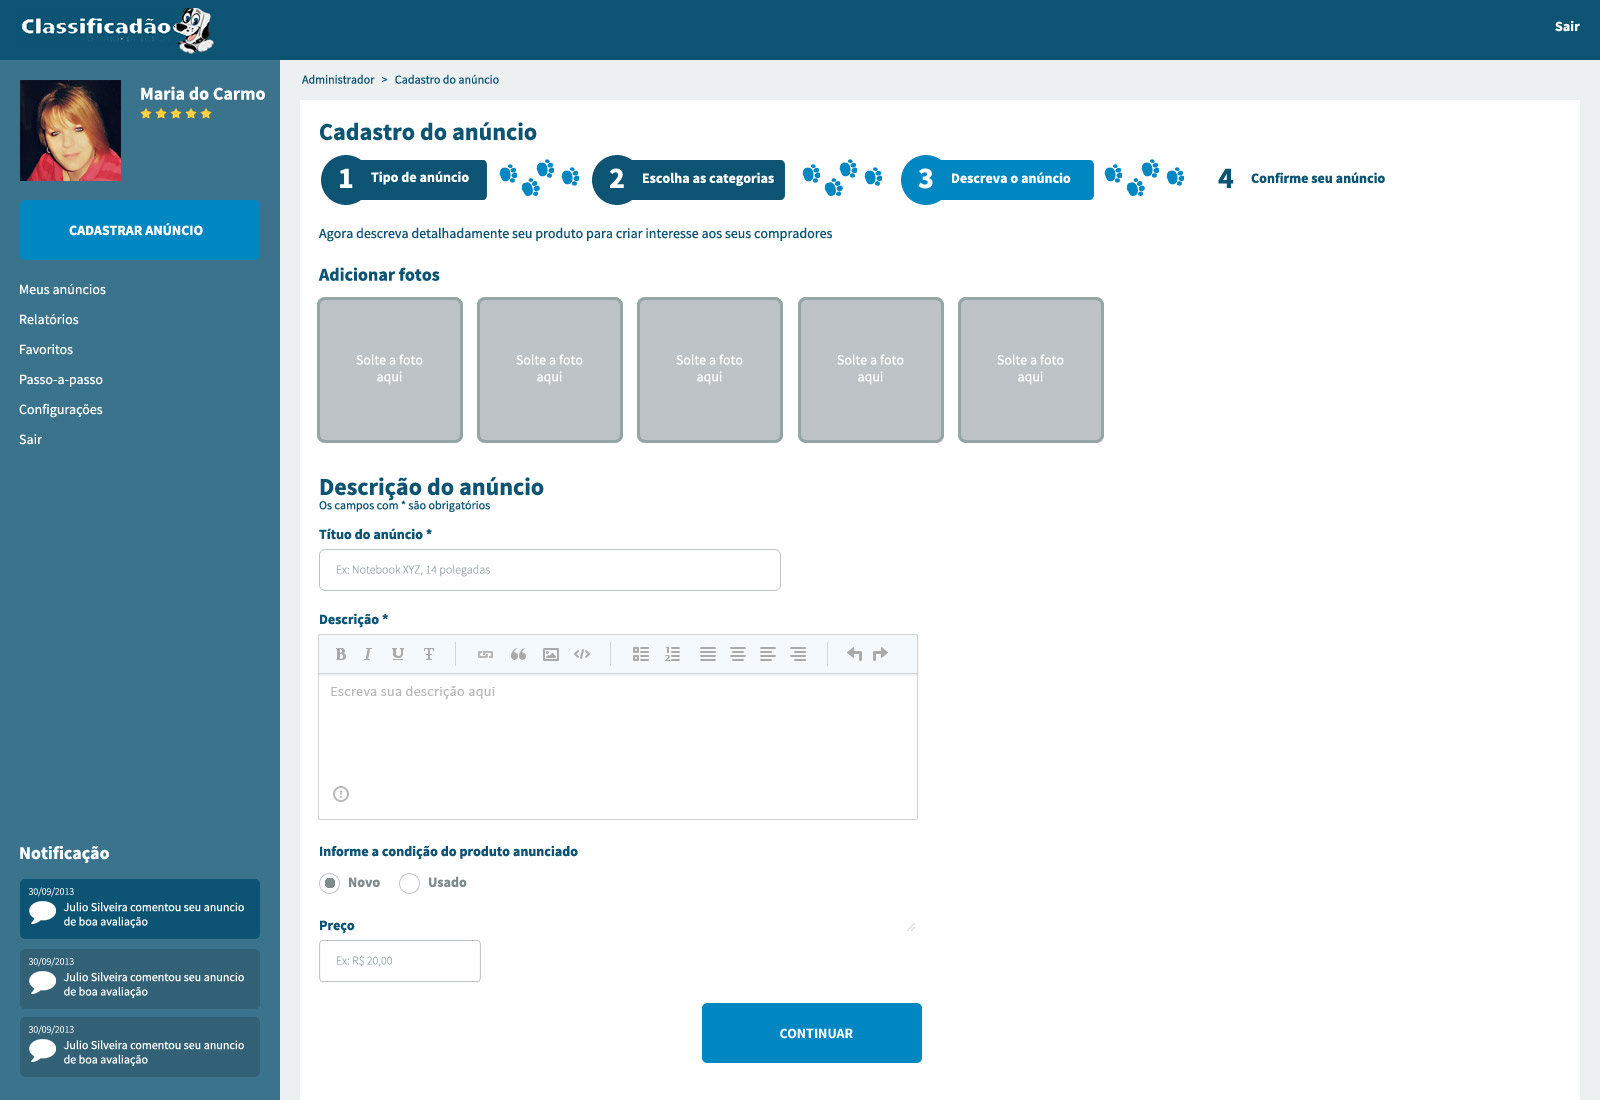 Classificadão
Sair
Maria do Carmo
CADASTRAR ANÚNCIO
Meus anúncios
Relatórios
Favoritos
Passo-a-passo
Configurações
Sair
Notificação
30/09/2013
Julio Silveira comentou seu anuncio
de boa avaliação
30/09/2013
Julio Silveira comentou seu anuncio
de boa avaliação
30/09/2013
Julio Silveira comentou seu anuncio
de boa avaliação
Administrador > Cadastro do anúncio
Cadastro do anúncio
1 Tipo de anúncio
2 Escolha as categorias
3 Descreva o anúncio
4 Confirme seu anúncio
Agora descreva detalhadamente seu produto para criar interesse aos seus compradores
Adicionar fotos
Solte a foto
aqui
Solte a foto
aqui
Solte a foto
aqui
Solte a foto
aqui
Solte a foto
aqui
Descrição do anúncio
Os campos com * são obrigatórios
Títuo do anúncio *
Ex: Notebook XYZ, 14 polegadas
Descrição *
Escreva sua descrição aqui
Informe a condição do produto anunciado
Novo Usado
Preço
Ex: R$ 20,00
CONTINUAR